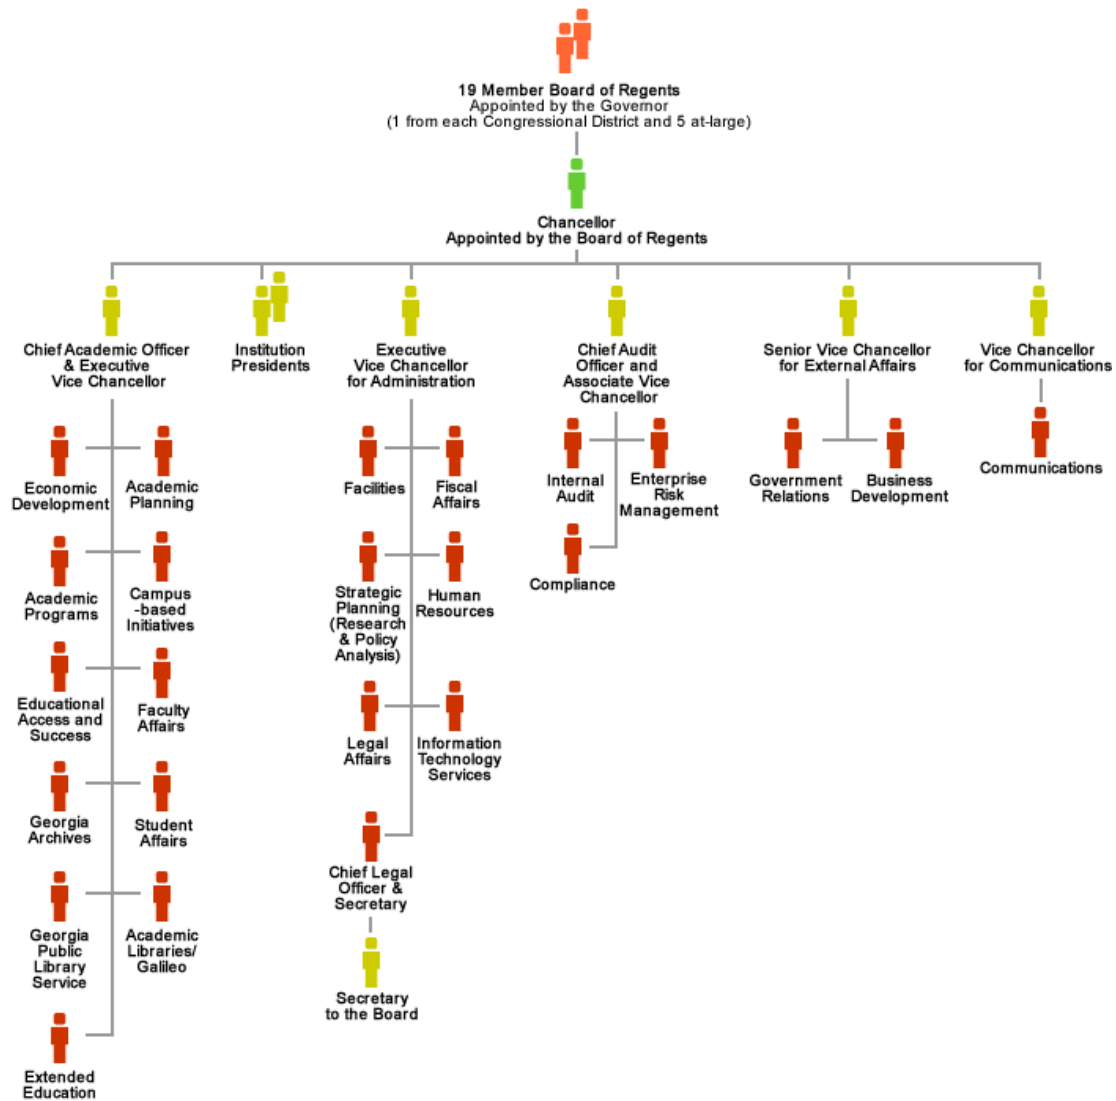 19 Member Board of Regents
Appointed by the Governor
(1 from each Congressional District and 5 at-large)
Chancellor
Appointed by the Board of Regents
Chief Academic Officer
& Executive
Vice Chancellor
Institution
Presidents
Executive
Vice Chancellor
for Administration
Chief Audit
Officer and
Associate Vice
Chancellor
Senior Vice Chancellor
for External Affairs
Vice Chancellor
for Communications
Economic
Development
Academic
Planning
Academic
Programs
Campus
-based
Initiatives
Educational
Access and
Success
Faculty
Affairs
Georgia
Archives
Student
Affairs
Georgia
Public
Library
Service
Academic
Libraries/
Galileo
Extended
Education
Facilities
Fiscal
Affairs
Strategic
Planning
(Research
& Policy
Analysis)
Human
Resources
Legal
Affairs
Information
Technology
Services
Chief Legal
Officer &
Secretary
Secretary
to the Board
Internal
Audit
Enterprise
Risk
Management
Compliance
Government
Relations
Business
Development
Communications